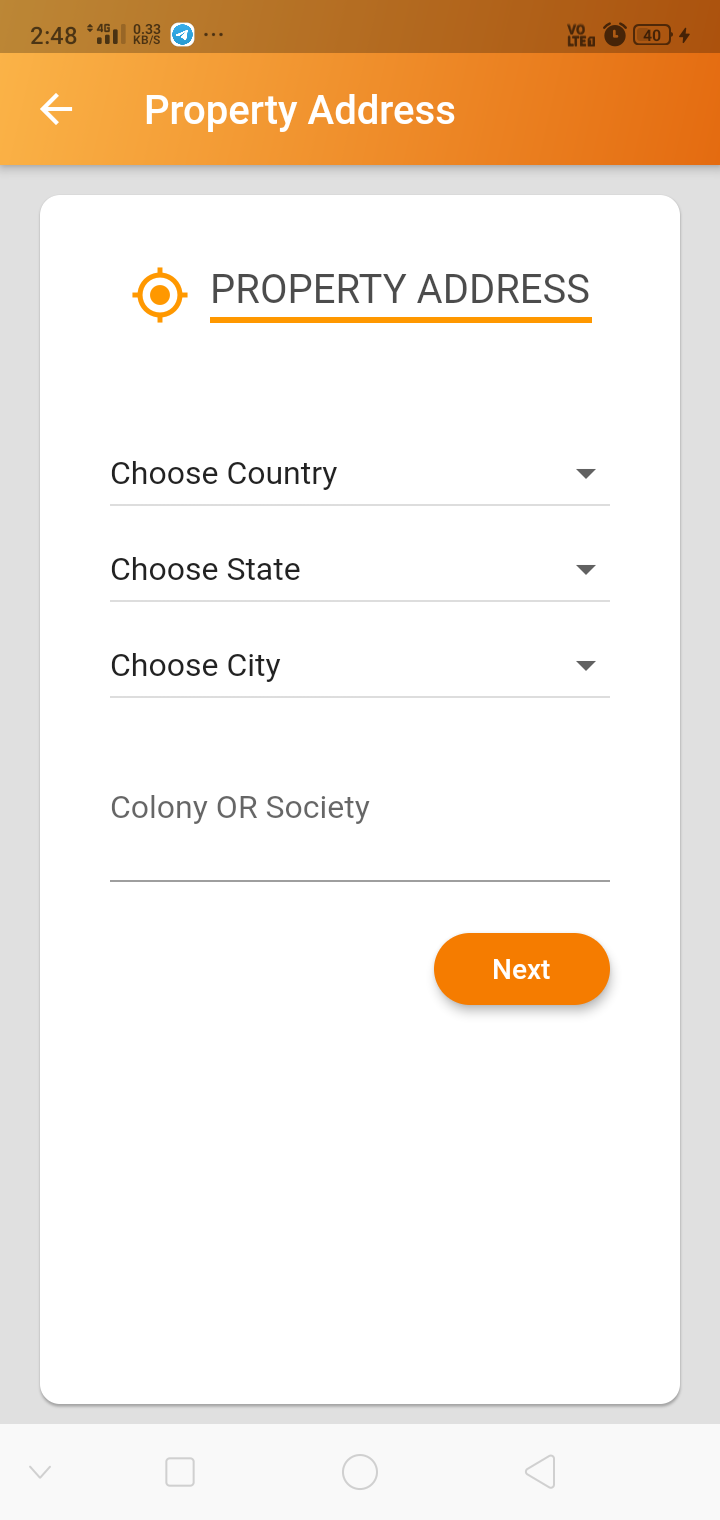 2:48 4G 0.33 KB/S ... VO LTE1 40
Property Address
PROPERTY ADDRESS
Choose Country
Choose State
Choose City
Colony OR Society
Next